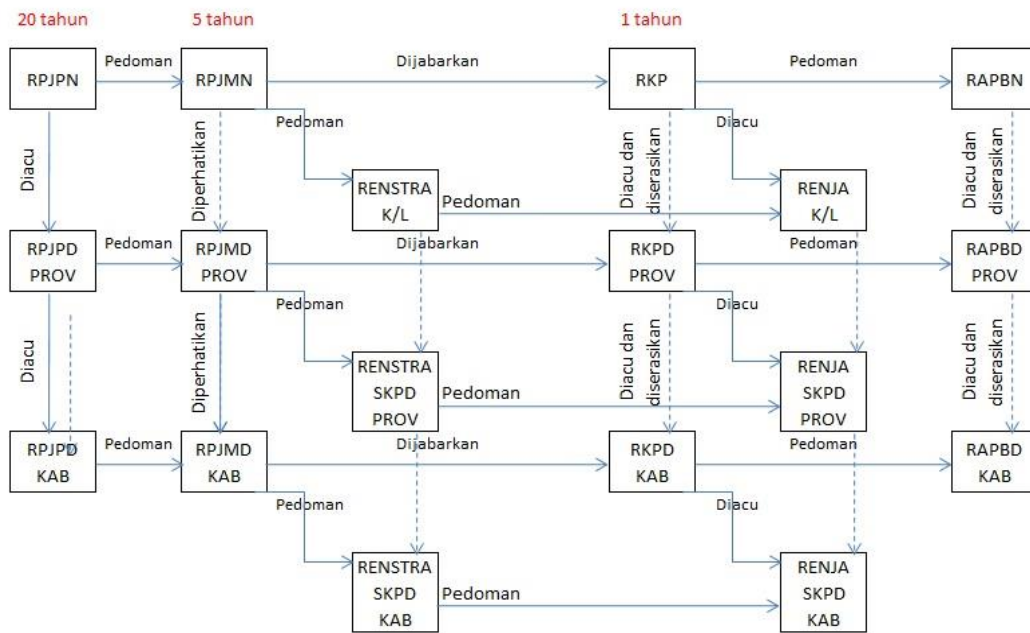 20 tahun
5 tahun
1 tahun
RPJPN
Pedoman
RPJMN
Dijabarkan
RKP
Pedoman
RAPBN
Diacu
Diperhatikan
Pedoman
Diacu dan
diserasikan
Diacu
Diacu dan
diserasikan
RENSTRA
K/L
Pedoman
RENJA
K/L
RPJPD
PROV
Pedoman
RPJMD
PROV
Dijabarkan
RKPD
PROV
Pedoman
RAPBD
PROV
Diacu
Diperhatikan
Pedoman
Diacu dan
diserasikan
Diacu
Diacu dan
diserasikan
RENSTRA
SKPD
PROV
Pedoman
RENJA
SKPD
PROV
RPJPD
KAB
Pedoman
RPJMD
KAB
Dijabarkan
RKPD
KAB
Pedoman
RAPBD
KAB
Pedoman
Diacu
RENSTRA
SKPD
KAB
Pedoman
RENJA
SKPD
KAB